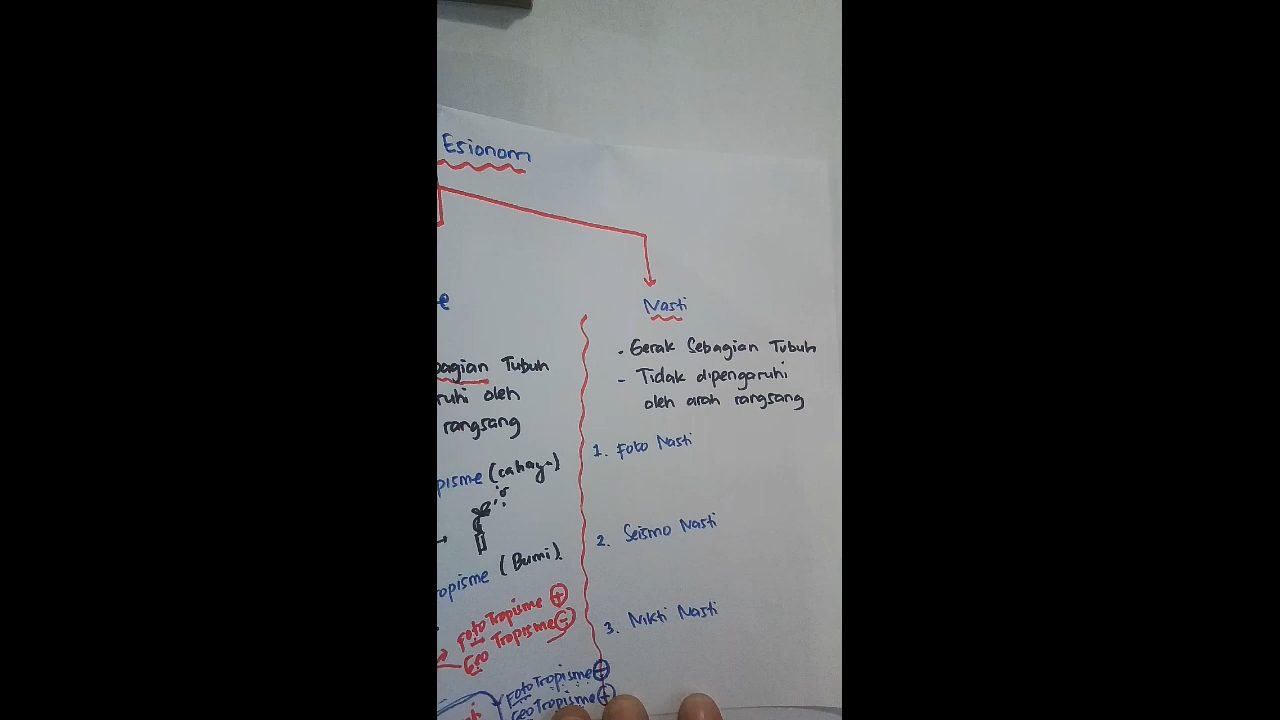 Esionom
Nasti
- Gerak Sebagian Tubuh
- Tidak dipengaruhi
oleh arah rangsang
1. Foto Nasti
2. Seismo Nasti
3. Nikti Nasti
e
bagian Tubuh
ruhi oleh
rangsang
pisme (cahaya)
opisme (Bumi)
Foto Tropisme +
Geo Tropisme -
Foto Tropisme +
Geo Tropisme +